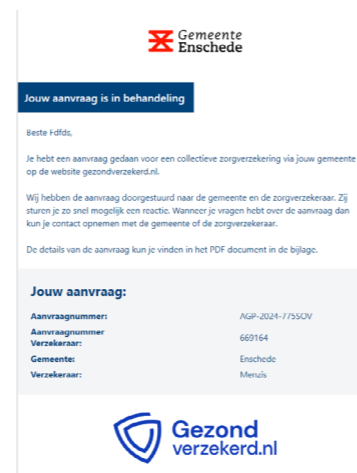 Gemeente
Enschede
Jouw aanvraag is in behandeling
Beste Fdfds,
Je hebt een aanvraag gedaan voor een collectieve zorgverzekering via jouw gemeente
op de website gezondverzekerd.nl.
Wij hebben de aanvraag doorgestuurd naar de gemeente en de zorgverzekeraar. Zij
sturen je zo snel mogelijk een reactie. Wanneer je vragen hebt over de aanvraag dan
kun je contact opnemen met de gemeente of de zorgverzekeraar.
De details van de aanvraag kun je vinden in het PDF document in de bijlage.
Jouw aanvraag:
Aanvraagnummer: AGP-2024-775SOV
Aanvraagnummer
Verzekeraar: 669164
Gemeente: Enschede
Verzekeraar: Menzis
Gezond
verzekerd.nl